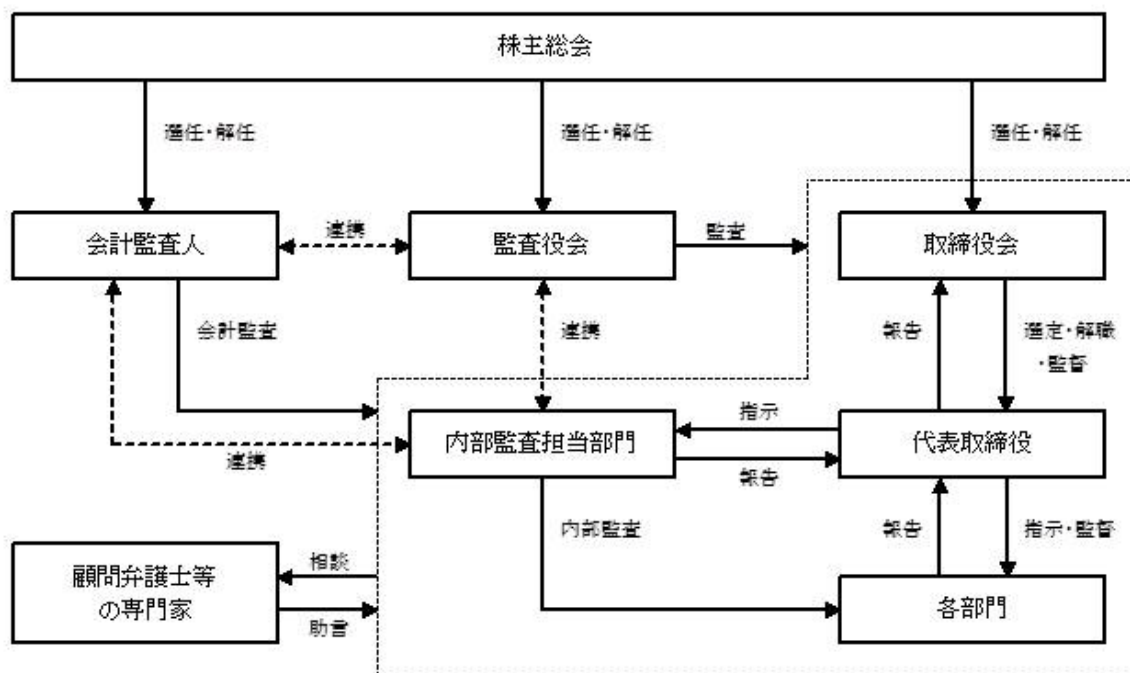 株主総会
選任・解任
選任・解任
選任・解任
会計監査人
連携
監査役会
監査
取締役会
会計監査
連携
報告
選定・解職
・監督
内部監査担当部門
指示
報告
代表取締役
連携
内部監査
報告
指示・監督
顧問弁護士等
の専門家
相談
助言
各部門